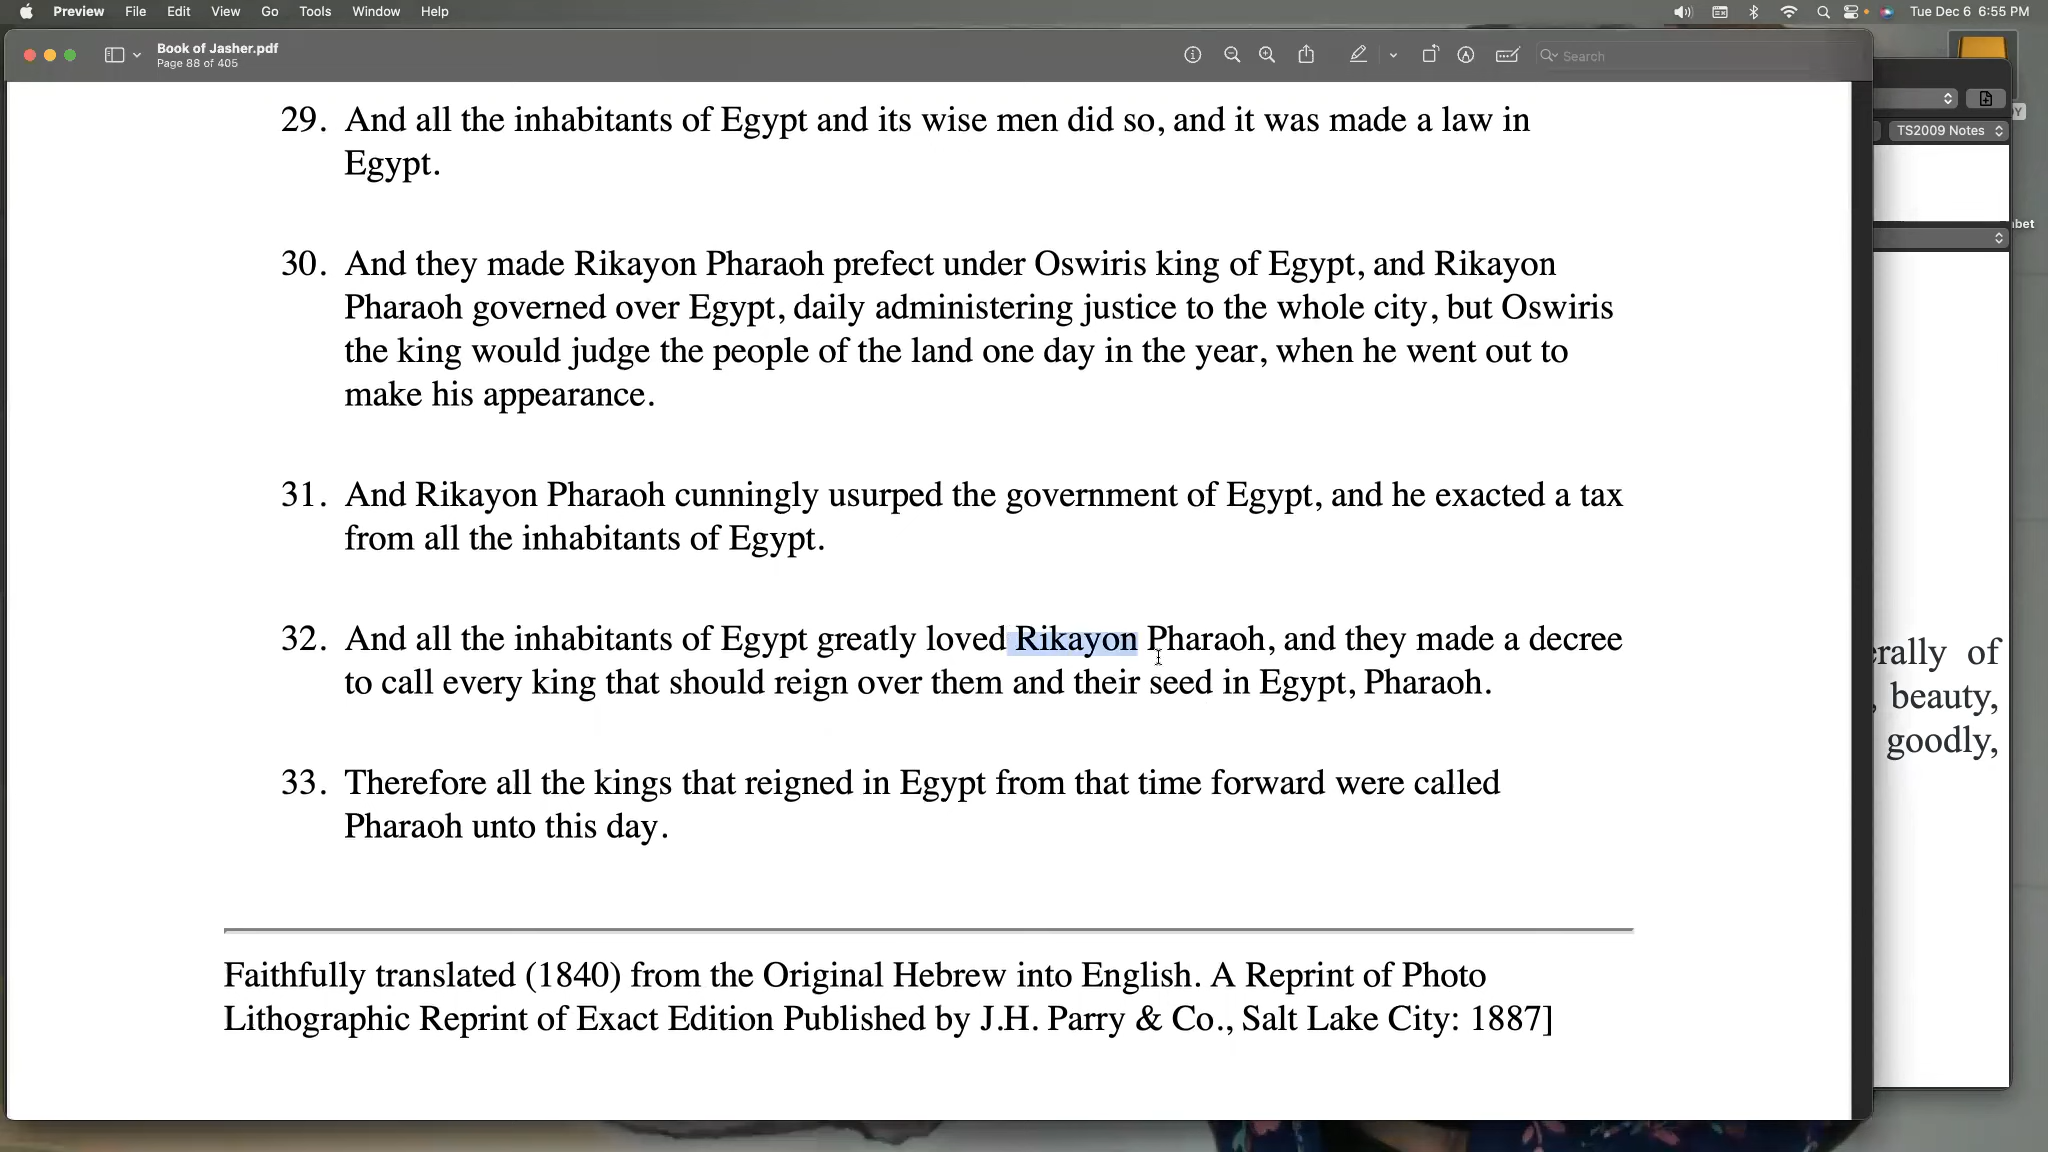 Preview File Edit View Go Tools Window Help
Tue Dec 6 6:55 PM
Book of Jasher.pdf
Page 88 of 405
Search
TS2009 Notes
29. And all the inhabitants of Egypt and its wise men did so, and it was made a law in
Egypt.
30. And they made Rikayon Pharaoh prefect under Oswiris king of Egypt, and Rikayon
Pharaoh governed over Egypt, daily administering justice to the whole city, but Oswiris
the king would judge the people of the land one day in the year, when he went out to
make his appearance.
31. And Rikayon Pharaoh cunningly usurped the government of Egypt, and he exacted a tax
from all the inhabitants of Egypt.
32. And all the inhabitants of Egypt greatly loved Rikayon Pharaoh, and they made a decree
to call every king that should reign over them and their seed in Egypt, Pharaoh.
33. Therefore all the kings that reigned in Egypt from that time forward were called
Pharaoh unto this day.
Faithfully translated (1840) from the Original Hebrew into English. A Reprint of Photo
Lithographic Reprint of Exact Edition Published by J.H. Parry & Co., Salt Lake City: 1887]
of
beauty,
goodly,